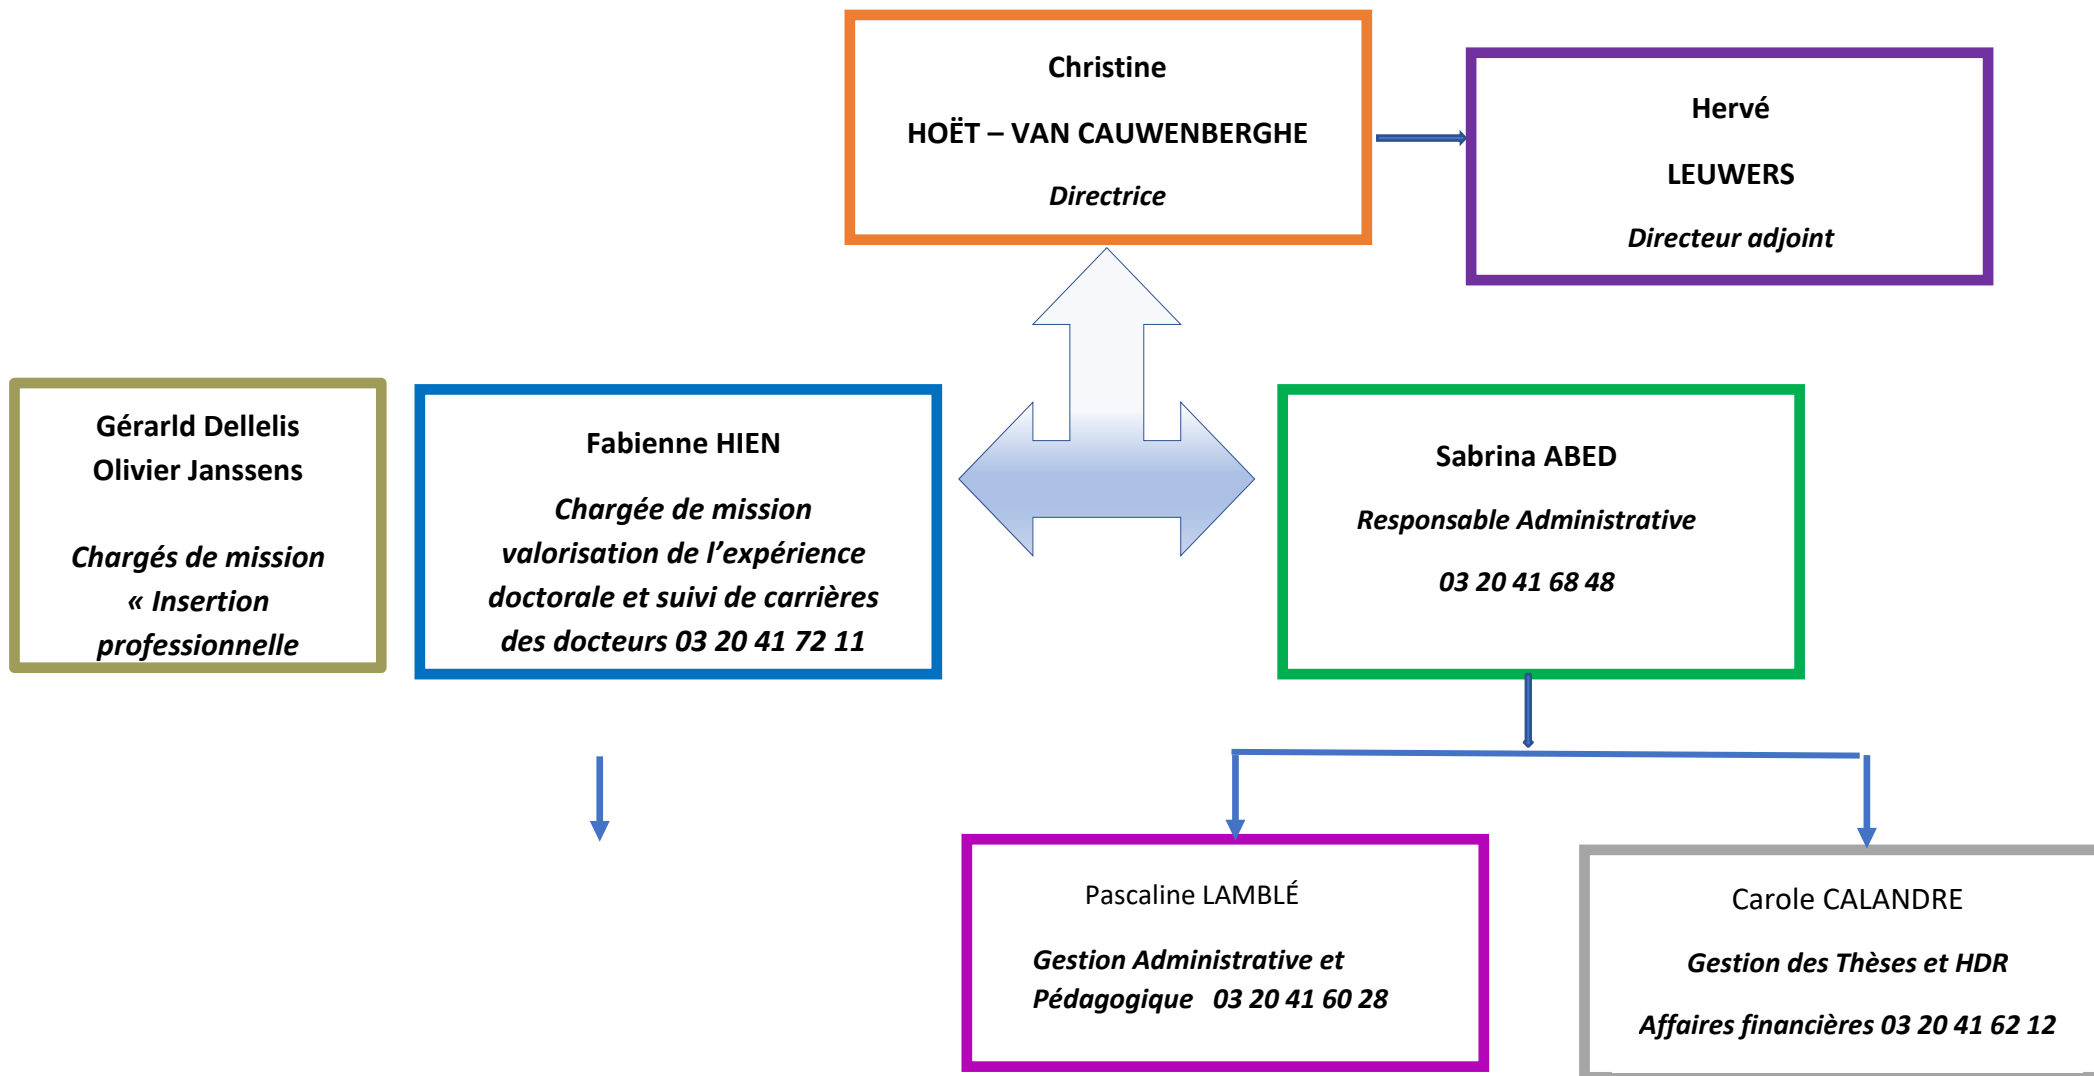 Christine
HOËT – VAN CAUWENBERGHE
Directrice
Hervé
LEUWERS
Directeur adjoint
Gérarld Dellelis
Olivier Janssens
Chargés de mission
« Insertion
professionnelle
Fabienne HIEN
Chargée de mission
valorisation de l’expérience
doctorale et suivi de carrières
des docteurs 03 20 41 72 11
Sabrina ABED
Responsable Administrative
03 20 41 68 48
Pascaline LAMBLÉ
Gestion Administrative et
Pédagogique 03 20 41 60 28
Carole CALANDRE
Gestion des Thèses et HDR
Affaires financières 03 20 41 62 12